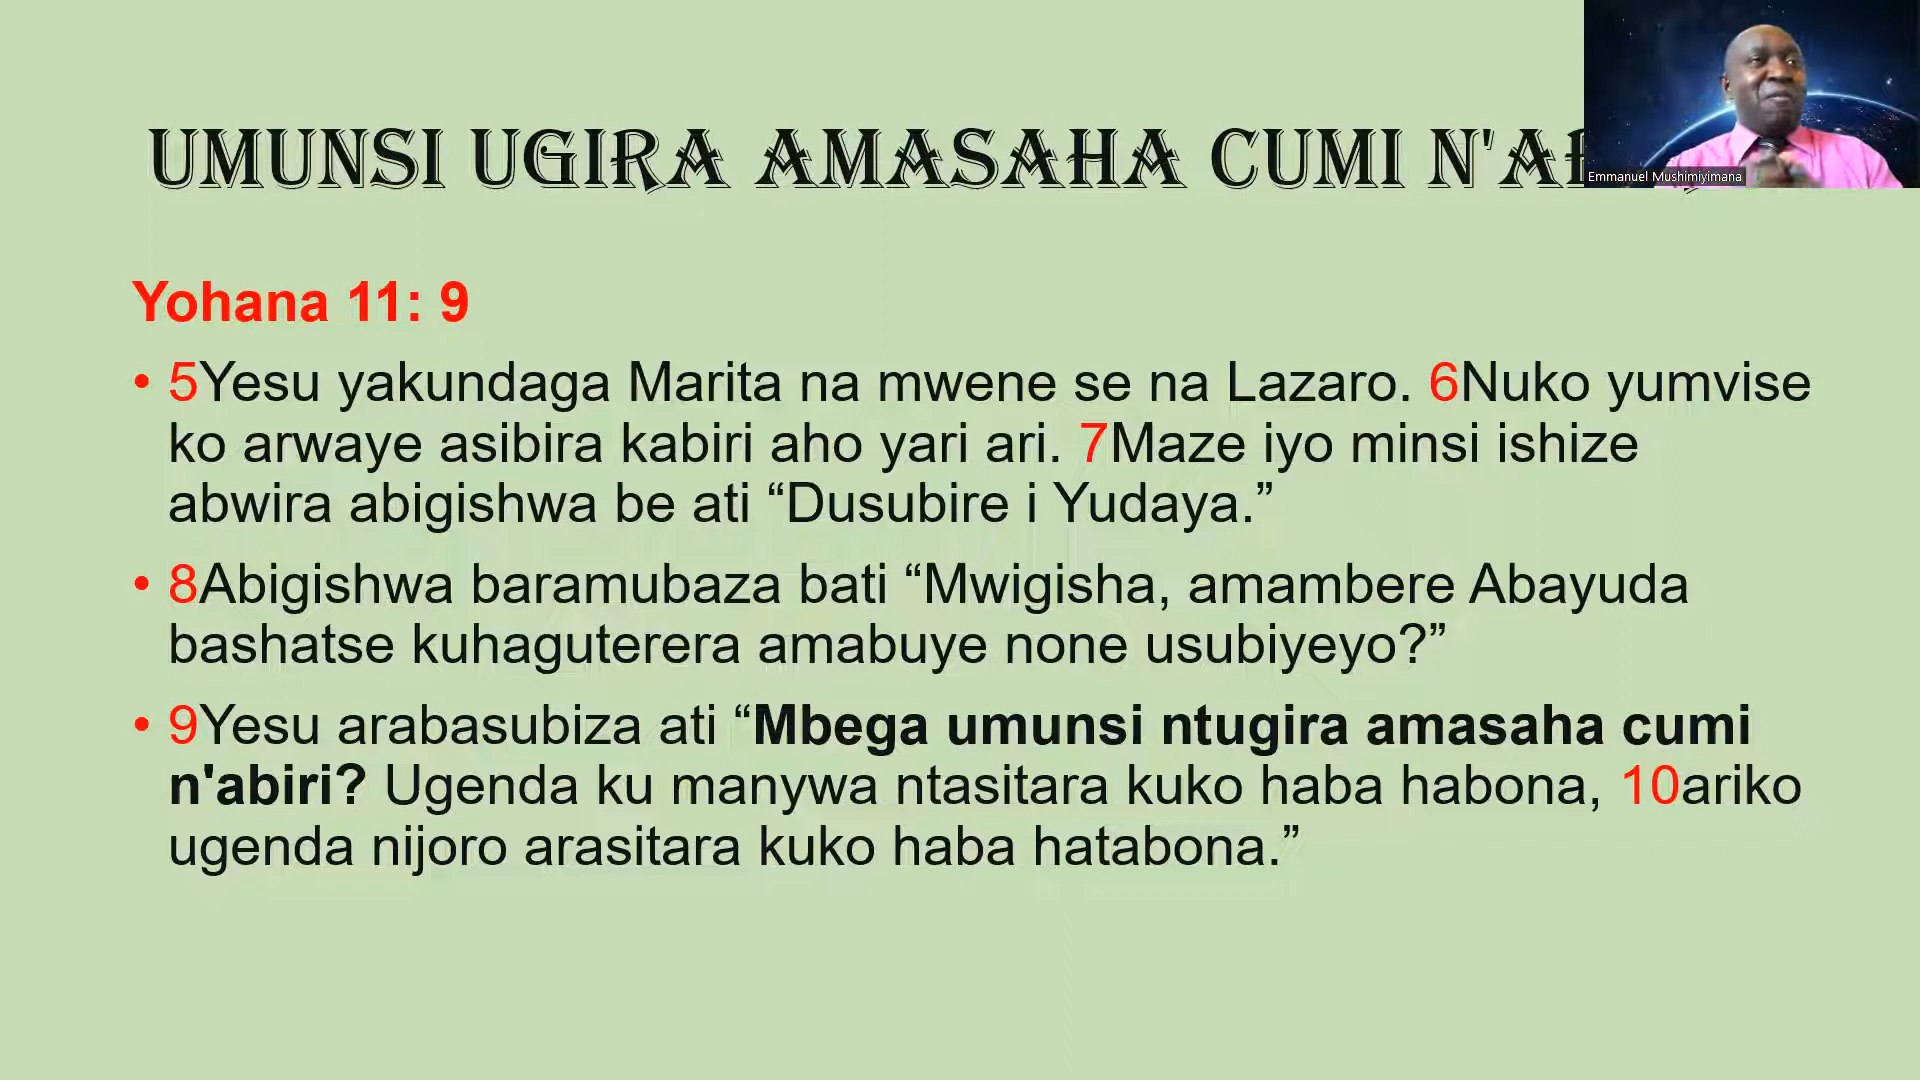 UMUNSI UGIRA AMASAHA CUMI
Emmanuel Mushimiyimana
Yohana 11: 9
• 5Yesu yakundaga Marita na mwene se na Lazaro. 6Nuko yumvise
ko arwaye asibira kabiri aho yari ari. 7Maze iyo minsi ishize
abwira abigishwa be ati “Dusubire i Yudaya.”
• 8Abigishwa baramubaza bati “Mwigisha, amambere Abayuda
bashatse kuhaguterera amabuye none usubiyeyo?”
• 9Yesu arabasubiza ati “Mbega umunsi ntugira amasaha cumi
n'abiri? Ugenda ku manywa ntasitara kuko haba habona, 10ariko
ugenda nijoro arasitara kuko haba hatabona.”